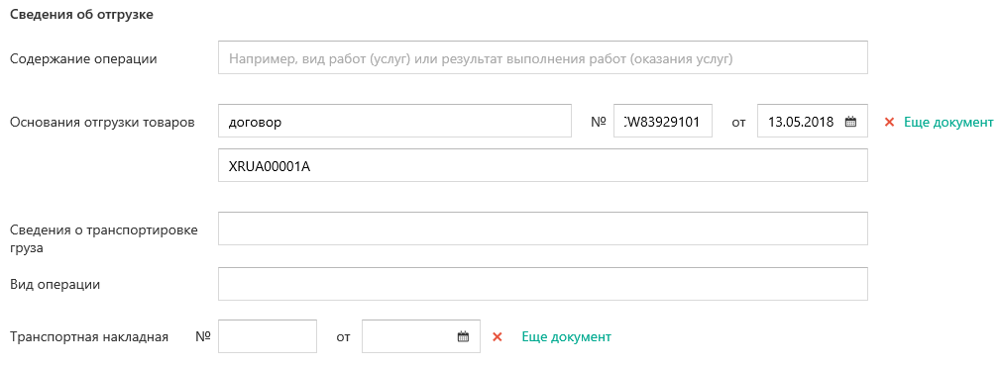 Сведения об отгрузке
Содержание операции Например, вид работ (услуг) или результат выполнения работ (оказания услуг)
Основания отгрузки товаров договор № W83929101 от 13.05.2018 × Еще документ
XRUA00001A
Сведения о транспортировке
груза
Вид операции
Транспортная накладная № от × Еще документ